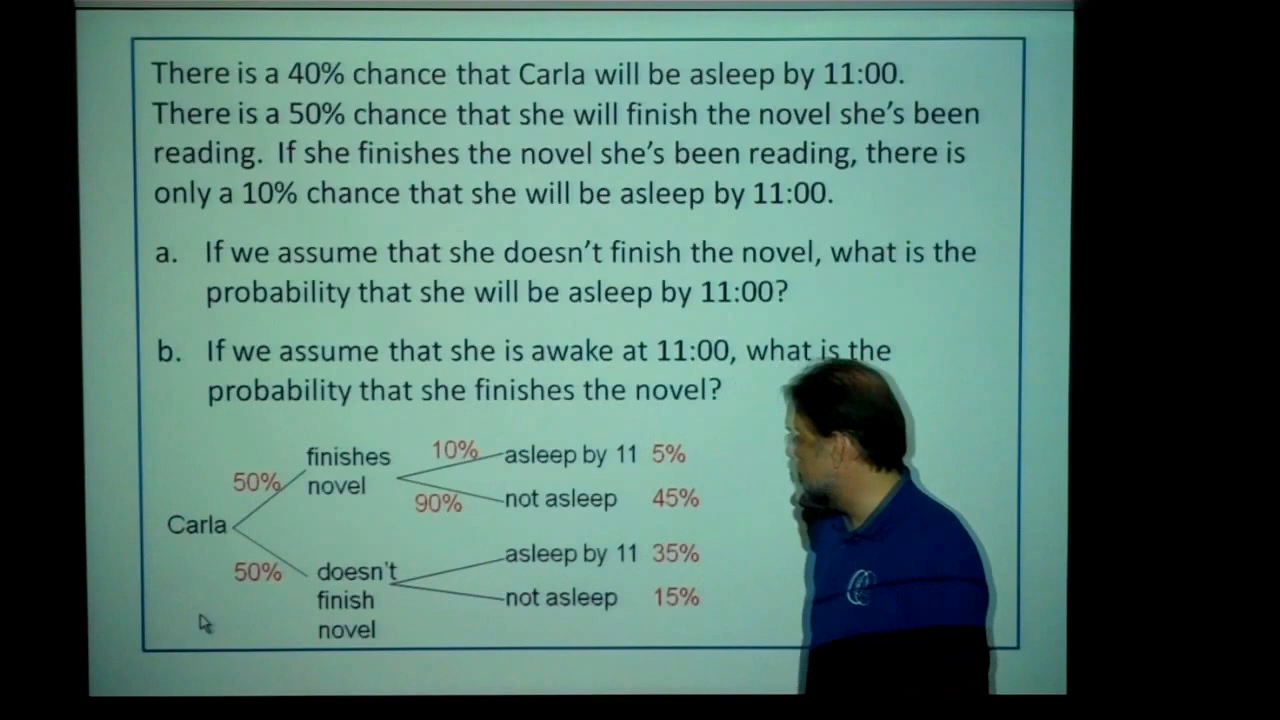 There is a 40% chance that Carla will be asleep by 11:00.
There is a 50% chance that she will finish the novel she's been
reading. If she finishes the novel she's been reading, there is
only a 10% chance that she will be asleep by 11:00.
a. If we assume that she doesn't finish the novel, what is the
probability that she will be asleep by 11:00?
b. If we assume that she is awake at 11:00, what is the
probability that she finishes the novel?
finishes
novel
10%
asleep by 11 5%
50%
90%
not asleep 45%
Carla
50%
doesn't
finish
novel
asleep by 11 35%
not asleep 15%